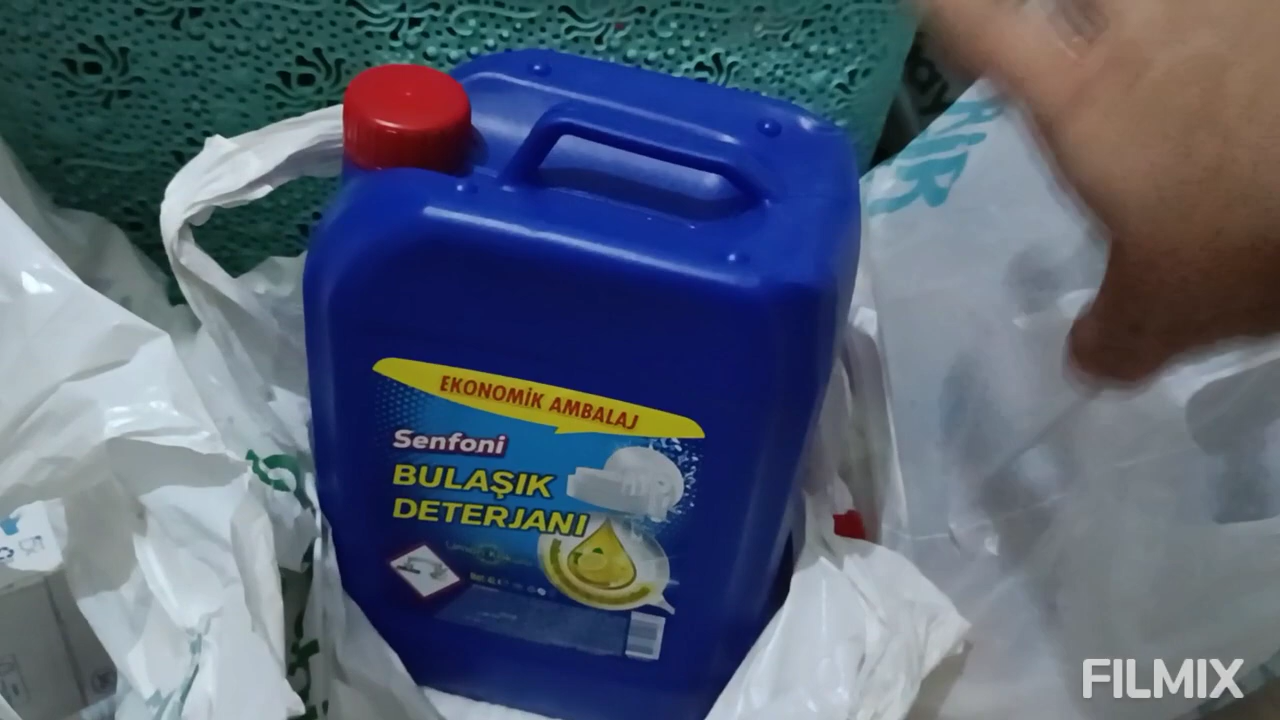 EKONOMİK AMBALAJ
Senfoni
BULAŞIK
DETERJANI
FILMIX